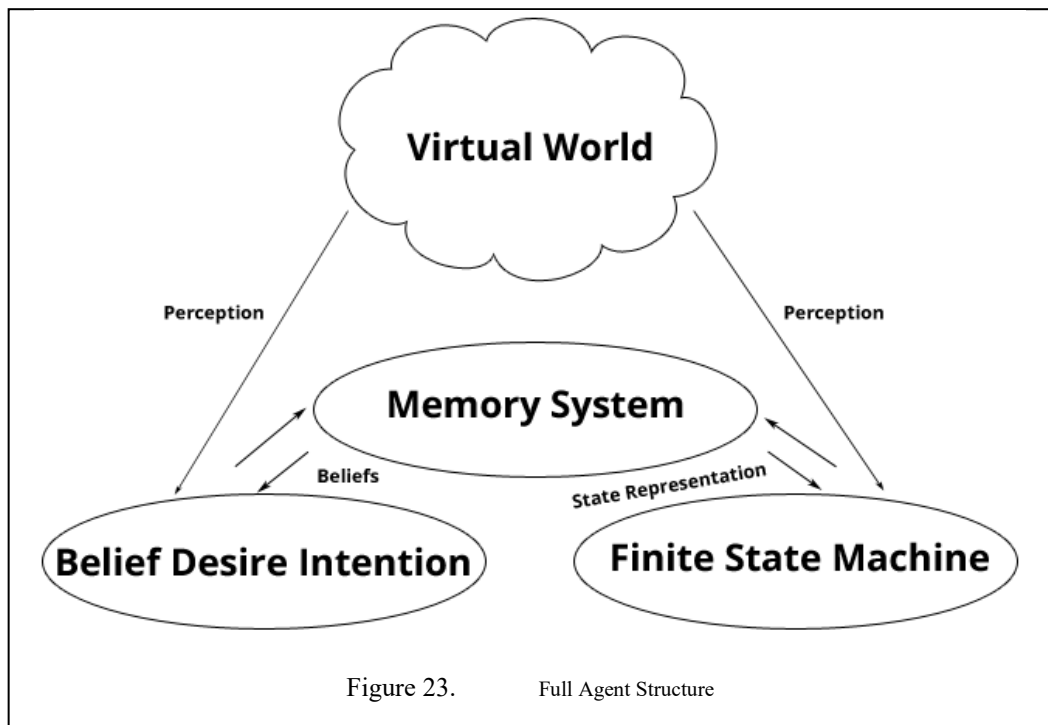 Virtual World
Perception
Perception
Memory System
Beliefs
State Representation
Belief Desire Intention
Finite State Machine
Figure 23. Full Agent Structure